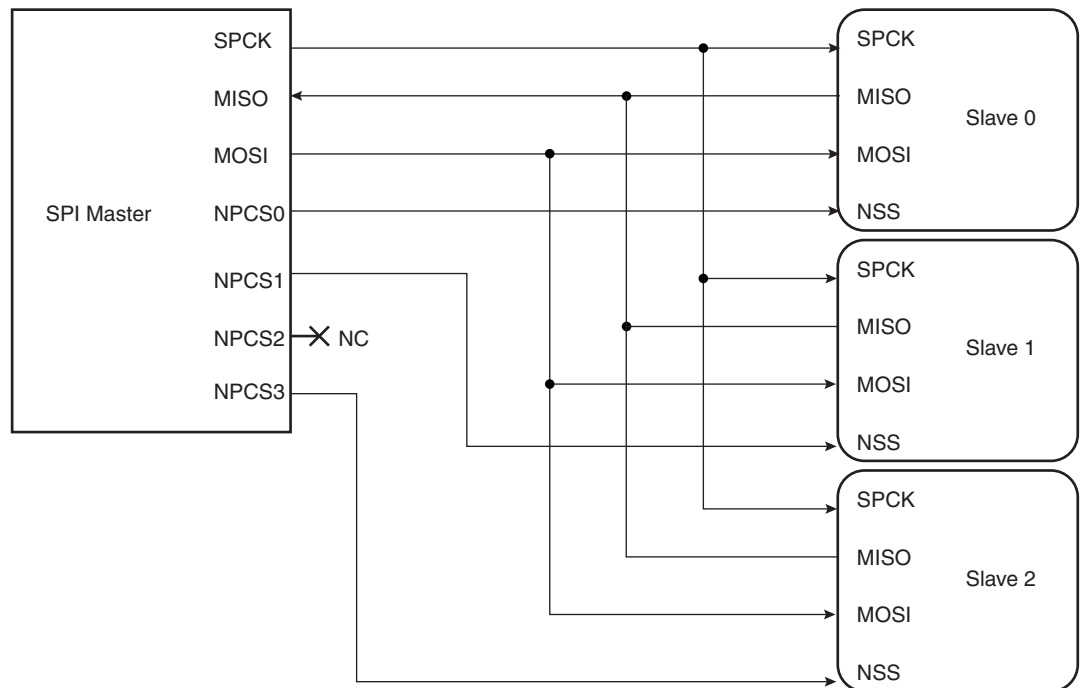 SPI Master
SPCK
MISO
MOSI
NPCS0
NPCS1
NPCS2
NC
NPCS3
SPCK
MISO
Slave 0
MOSI
NSS
SPCK
MISO
Slave 1
MOSI
NSS
SPCK
MISO
Slave 2
MOSI
NSS